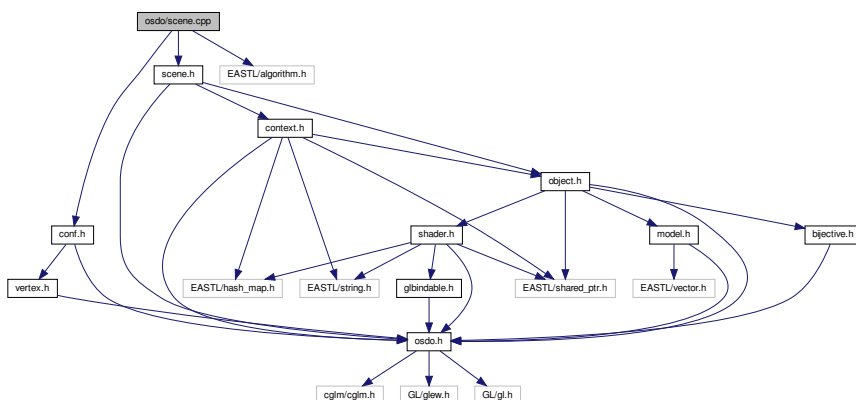 osdo/scene.cpp
scene.h
EASTL/algorithm.h
context.h
object.h
conf.h
shader.h
model.h
bijective.h
vertex.h
EASTL/hash_map.h
EASTL/string.h
glbindable.h
EASTL/shared_ptr.h
EASTL/vector.h
osdo.h
cglm/cglm.h
GL/glew.h
GL/gl.h